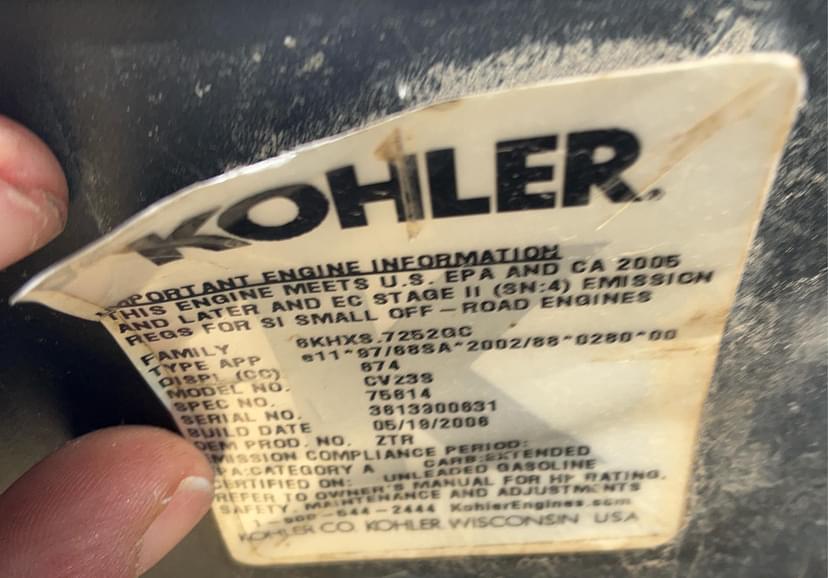 KOHLER.
IMPORTANT ENGINE INFORMATION
THIS ENGINE MEETS U.S. EPA AND CA 2005
AND LATER AND EC STAGE II (SN:4) EMISSION
REGS FOR SI SMALL OFF-ROAD ENGINES
FAMILY 6KHXS.7252GC
TYPE APP e11*97/68SA*2002/88*0280*00
DISPL (CC) 674
MODEL NO. CV23S
SPEC NO. 75614
SERIAL NO. 3613300631
BUILD DATE 05/19/2006
OEM PROD. NO. ZTR
EMISSION COMPLIANCE PERIOD:
EPA:CATEGORY A CARB:EXTENDED
CERTIFIED ON: UNLEADED GASOLINE
REFER TO OWNER'S MANUAL FOR HP RATING,
SAFETY, MAINTENANCE AND ADJUSTMENTS
1-800-544-2444 KohlerEngines.com
KOHLER CO. KOHLER, WISCONSIN USA